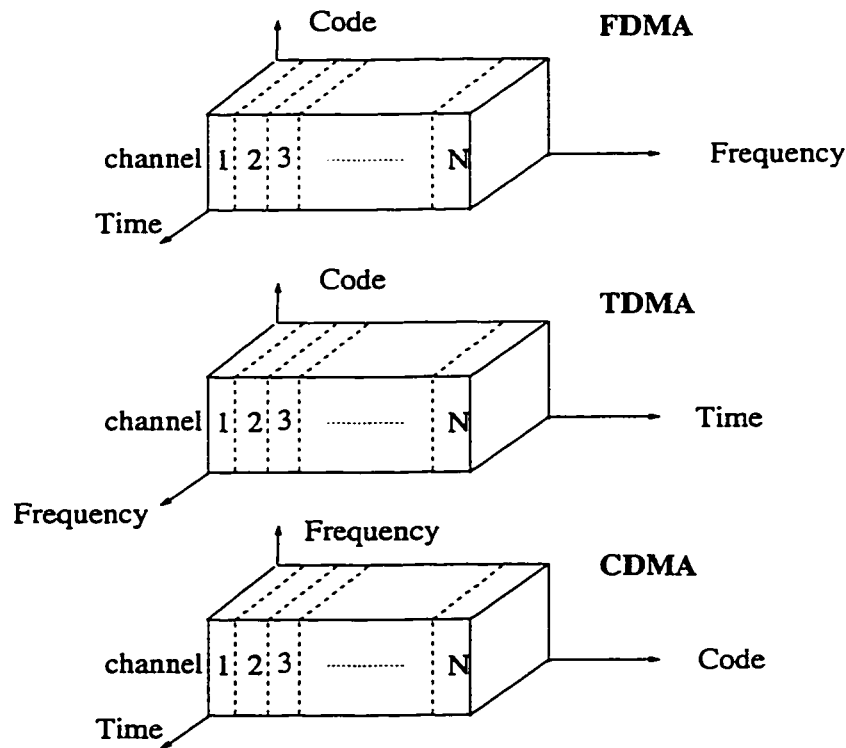 Code
FDMA
channel 1 2 3 N
Frequency
Time
Code
TDMA
channel 1 2 3 N
Time
Frequency
Frequency
CDMA
channel 1 2 3 N
Code
Time